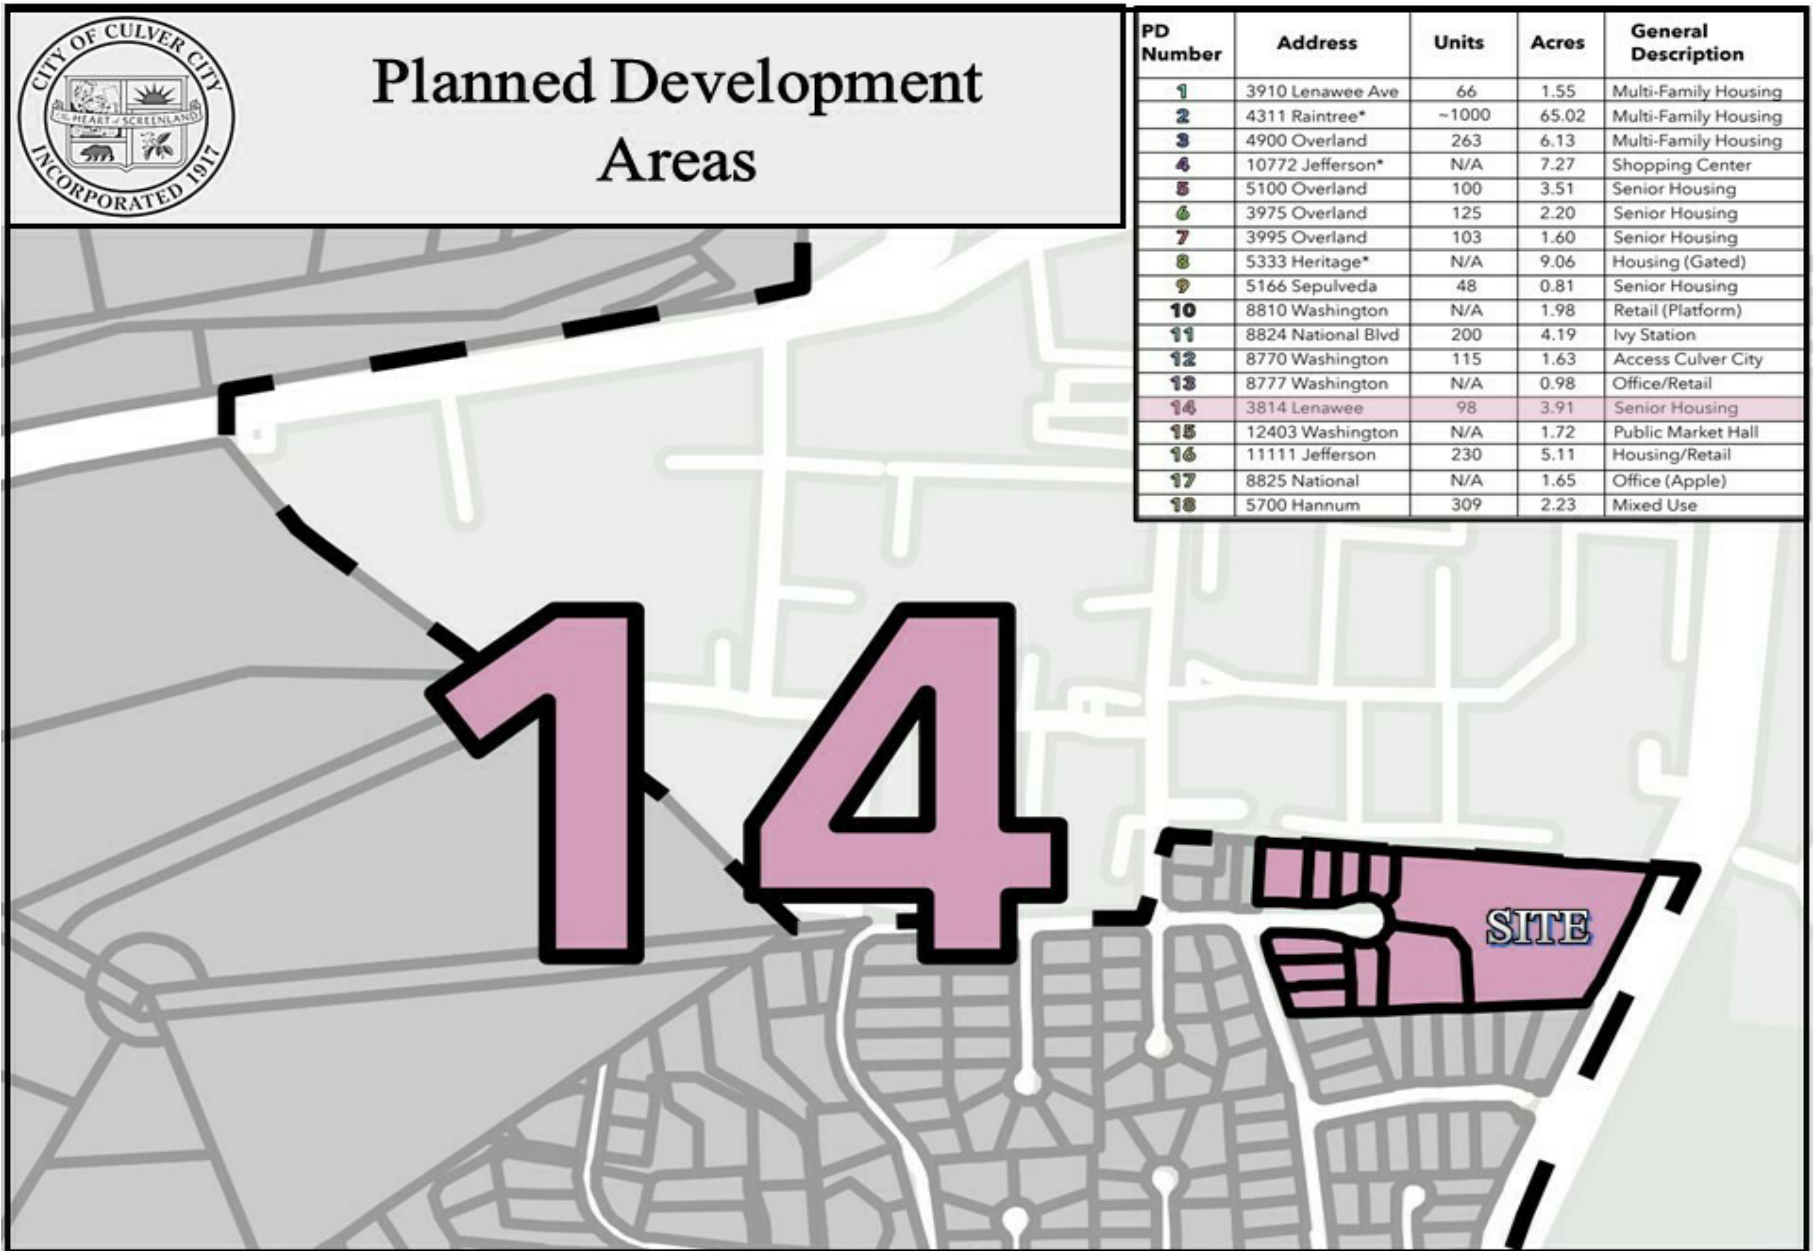 CITY OF CULVER CITY
The HEART of SCREENLAND
INCORPORATED 1917
Planned Development
Areas
PD Number Address Units Acres General Description
1 3910 Lenawee Ave 66 1.55 Multi-Family Housing
2 4311 Raintree* ~1000 65.02 Multi-Family Housing
3 4900 Overland 263 6.13 Multi-Family Housing
4 10772 Jefferson* N/A 7.27 Shopping Center
5 5100 Overland 100 3.51 Senior Housing
6 3975 Overland 125 2.20 Senior Housing
7 3995 Overland 103 1.60 Senior Housing
8 5333 Heritage* N/A 9.06 Housing (Gated)
9 5166 Sepulveda 48 0.81 Senior Housing
10 8810 Washington N/A 1.98 Retail (Platform)
11 8824 National Blvd 200 4.19 Ivy Station
12 8770 Washington 115 1.63 Access Culver City
13 8777 Washington N/A 0.98 Office/Retail
14 3814 Lenawee 98 3.91 Senior Housing
15 12403 Washington N/A 1.72 Public Market Hall
16 11111 Jefferson 230 5.11 Housing/Retail
17 8825 National N/A 1.65 Office (Apple)
18 5700 Hannum 309 2.23 Mixed Use
14
SITE